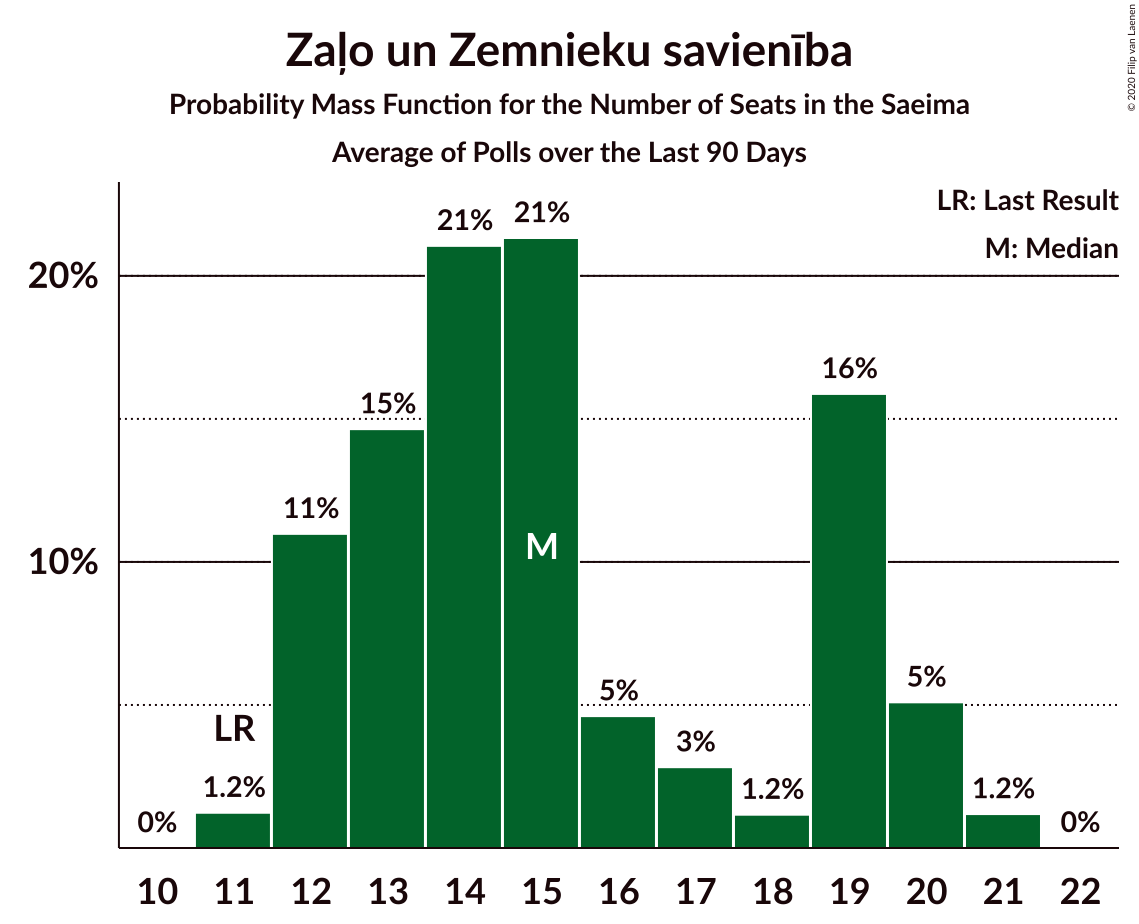 Zaļo un Zemnieku savienība
Probability Mass Function for the Number of Seats in the Saeima
Average of Polls over the Last 90 Days
© 2020 Filip van Laenen
LR: Last Result
M: Median
20%
10%
0%
1.2%
LR
11%
15%
21%
21%
M
5%
3%
1.2%
16%
5%
1.2%
0%
10 11 12 13 14 15 16 17 18 19 20 21 22